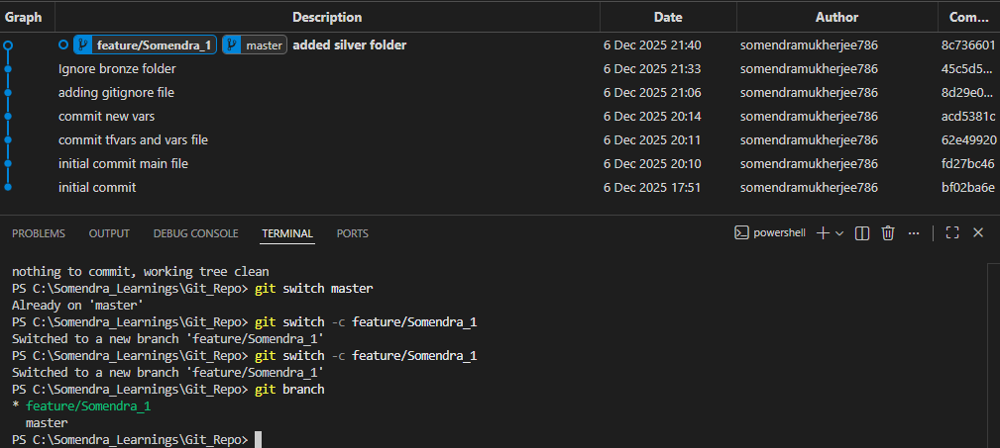 Graph Description Date Author Com...
feature/Somendra_1 master added silver folder 6 Dec 2025 21:40 somendramukherjee786 8c736601
Ignore bronze folder 6 Dec 2025 21:33 somendramukherjee786 45c5d5...
adding gitignore file 6 Dec 2025 21:06 somendramukherjee786 8d29e0...
commit new vars 6 Dec 2025 20:14 somendramukherjee786 acd5381c
commit tfvars and vars file 6 Dec 2025 20:11 somendramukherjee786 62e49920
initial commit main file 6 Dec 2025 20:10 somendramukherjee786 fd27bc46
initial commit 6 Dec 2025 17:51 somendramukherjee786 bf02ba6e
PROBLEMS OUTPUT DEBUG CONSOLE TERMINAL PORTS powershell
nothing to commit, working tree clean
PS C:\Somendra_Learnings\Git_Repo> git switch master
Already on 'master'
PS C:\Somendra_Learnings\Git_Repo> git switch -c feature/Somendra_1
Switched to a new branch 'feature/Somendra_1'
PS C:\Somendra_Learnings\Git_Repo> git switch -c feature/Somendra_1
Switched to a new branch 'feature/Somendra_1'
PS C:\Somendra_Learnings\Git_Repo> git branch
* feature/Somendra_1
master
PS C:\Somendra_Learnings\Git_Repo>